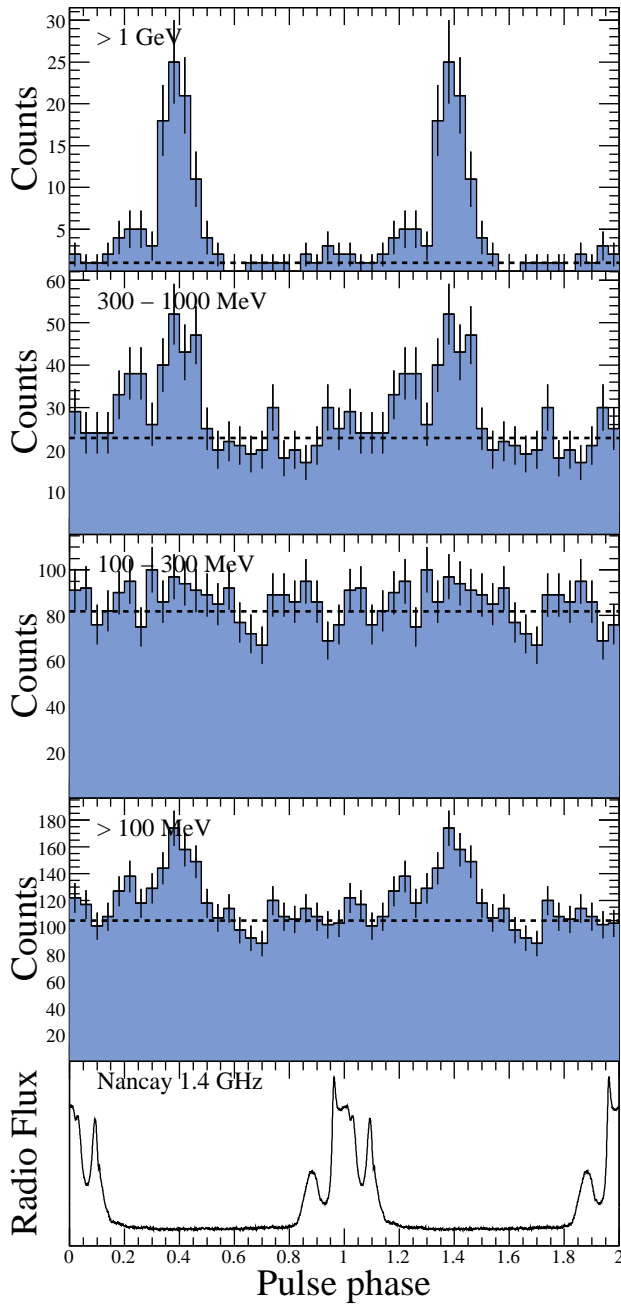 30
> 1 GeV
25
20
15
10
5
Counts
60
300 – 1000 MeV
50
40
30
20
10
Counts
100 – 300 MeV
100
80
60
40
20
Counts
180
> 100 MeV
160
140
120
100
80
60
40
20
Counts
Nancay 1.4 GHz
Radio Flux
0 0.2 0.4 0.6 0.8 1 1.2 1.4 1.6 1.8 2
Pulse phase